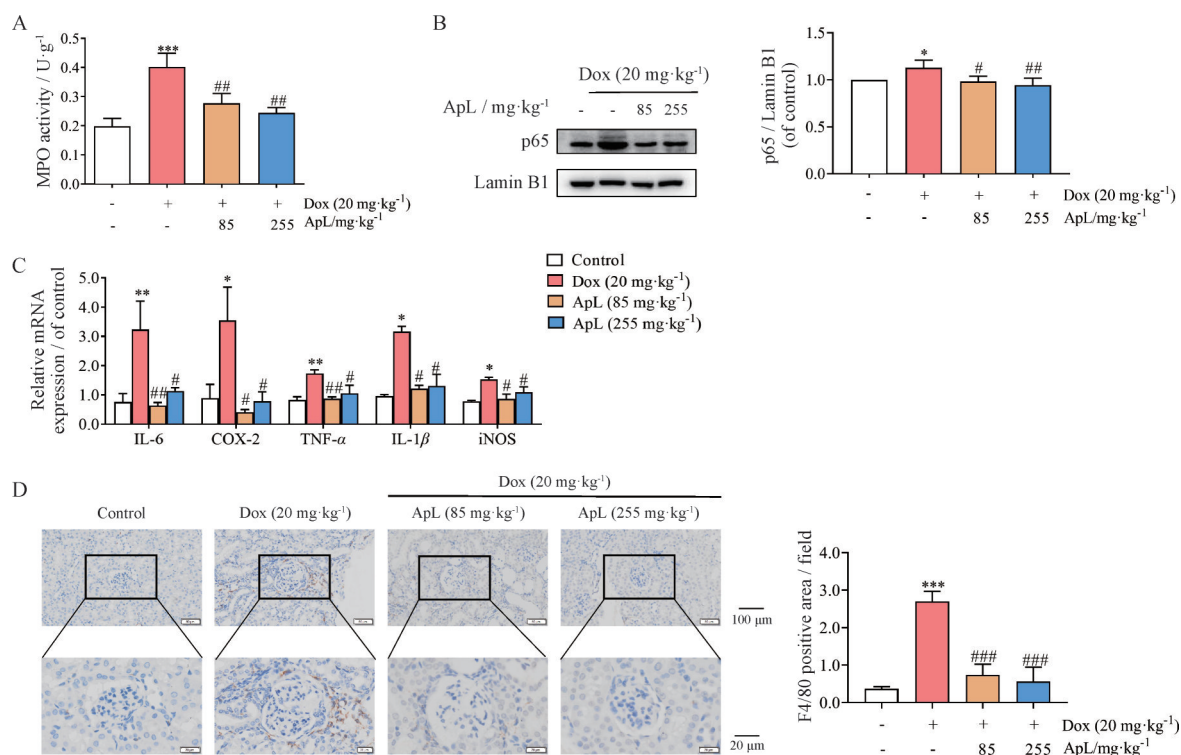 A
MPO activity / U·g⁻¹
0.5
0.4
0.3
0.2
0.1
0.0
***
##
##
- + + + Dox (20 mg·kg⁻¹)
- - 85 255 ApL/mg·kg⁻¹
B
Dox (20 mg·kg⁻¹)
ApL / mg·kg⁻¹ - - 85 255
p65
Lamin B1
p65 / Lamin B1
(of control)
1.5
1.0
0.5
0.0
*
#
##
- + + + Dox (20 mg·kg⁻¹)
- - 85 255 ApL/mg·kg⁻¹
C
Relative mRNA
expression / of control
5.0
4.0
3.0
2.0
1.0
0.0
** ## #
* # #
** ## #
* # #
* # #
IL-6 COX-2 TNF-α IL-1β iNOS
Control
Dox (20 mg·kg⁻¹)
ApL (85 mg·kg⁻¹)
ApL (255 mg·kg⁻¹)
D
Dox (20 mg·kg⁻¹)
Control Dox (20 mg·kg⁻¹) ApL (85 mg·kg⁻¹) ApL (255 mg·kg⁻¹)
100 μm
20 μm
F4/80 positive area / field
4.0
3.0
2.0
1.0
0.0
***
###
###
- + + + Dox (20 mg·kg⁻¹)
- - 85 255 ApL/mg·kg⁻¹